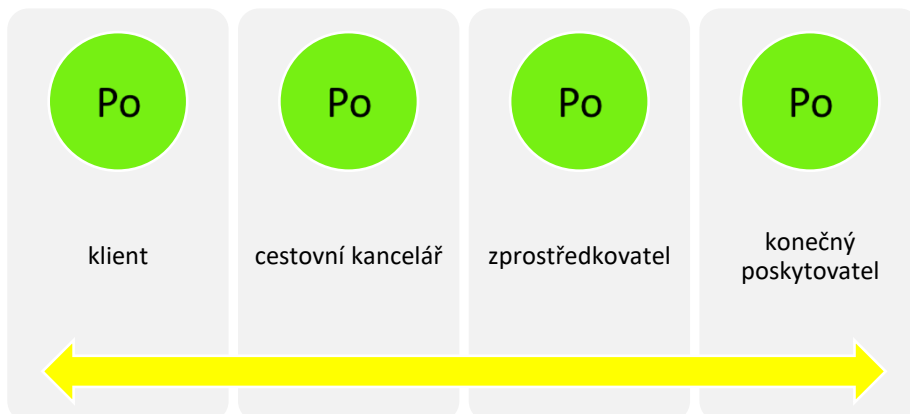 Po
Po
Po
Po
klient
cestovní kancelář
zprostředkovatel
konečný
poskytovatel